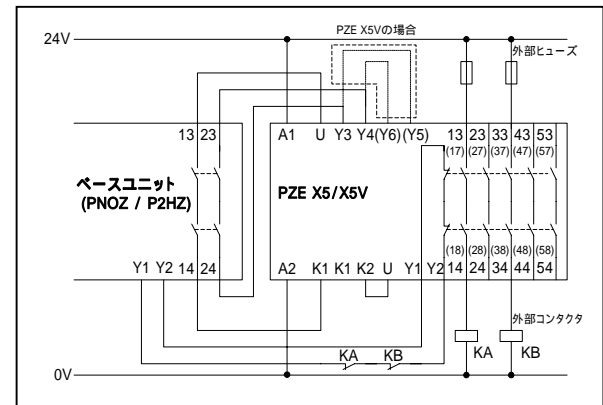 PZE X5Vの場合
24V
外部ヒューズ
13 23
A1 U Y3 Y4(Y6)(Y5) 13 23 33 43 53
(17) (27) (37) (47) (57)
ベースユニット
(PNOZ / P2HZ)
PZE X5/X5V
(18) (28) (38) (48) (58)
Y1 Y2 14 24
A2 K1 K1 K2 U Y1 Y2 14 24 34 44 54
外部コンタクタ
KA KB
KA KB
0V